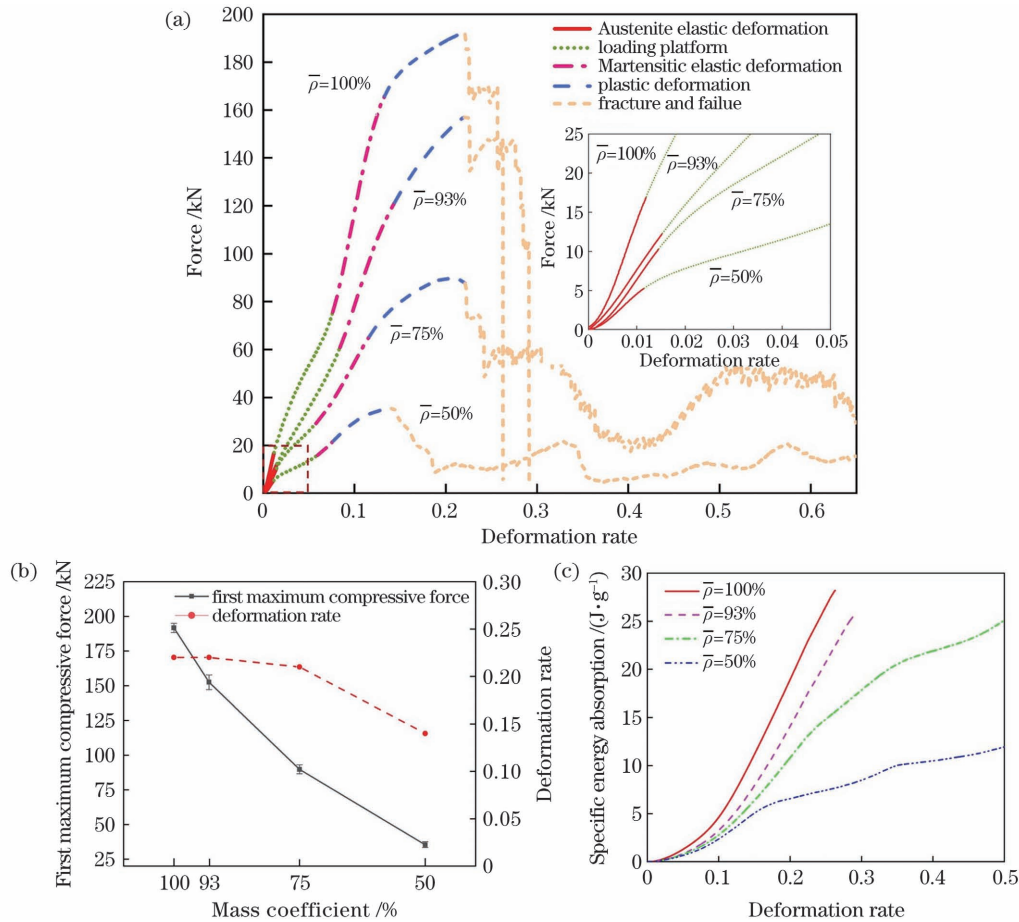 (a)
200
180
160
140
120
100
80
60
40
20
0
Force /kN
0 0.1 0.2 0.3 0.4 0.5 0.6
Deformation rate
Austenite elastic deformation
loading platform
Martensitic elastic deformation
plastic deformation
fracture and failue
ρ̅=100%
ρ̅=93%
ρ̅=75%
ρ̅=50%
25
20
15
10
5
0
Force /kN
ρ̅=100%
ρ̅=93%
ρ̅=75%
ρ̅=50%
0 0.01 0.02 0.03 0.04 0.05
Deformation rate
(b)
First maximum compressive force /kN
225
200
175
150
125
100
75
50
25
first maximum compressive force
deformation rate
0.30
0.25
0.20
0.15
0.10
0.05
0
Deformation rate
100 93 75 50
Mass coefficient /%
(c)
Specific energy absorption /(J·g⁻¹)
30
25
20
15
10
5
0
ρ̅=100%
ρ̅=93%
ρ̅=75%
ρ̅=50%
0 0.1 0.2 0.3 0.4 0.5
Deformation rate